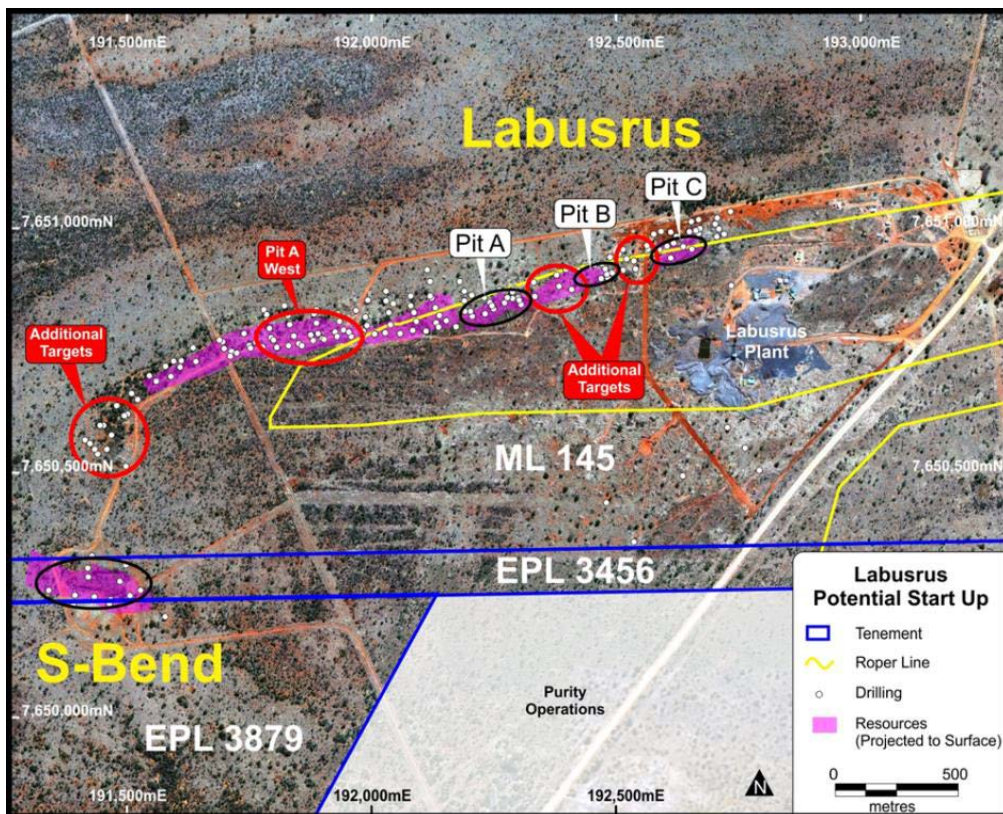 191,500mE
192,000mE
192,500mE
193,000mE
Labusrus
Pit C
Pit B
Pit A
7,651,000mN
7,651,000mN
Pit A
West
Additional
Targets
Labusrus
Plant
Additional
Targets
ML 145
7,650,500mN
7,650,500mN
EPL 3456
S-Bend
EPL 3879
7,650,000mN
Purity
Operations
191,500mE
192,000mE
192,500mE
N
Labusrus
Potential Start Up
Tenement
Roper Line
Drilling
Resources
(Projected to Surface)
0 500
metres